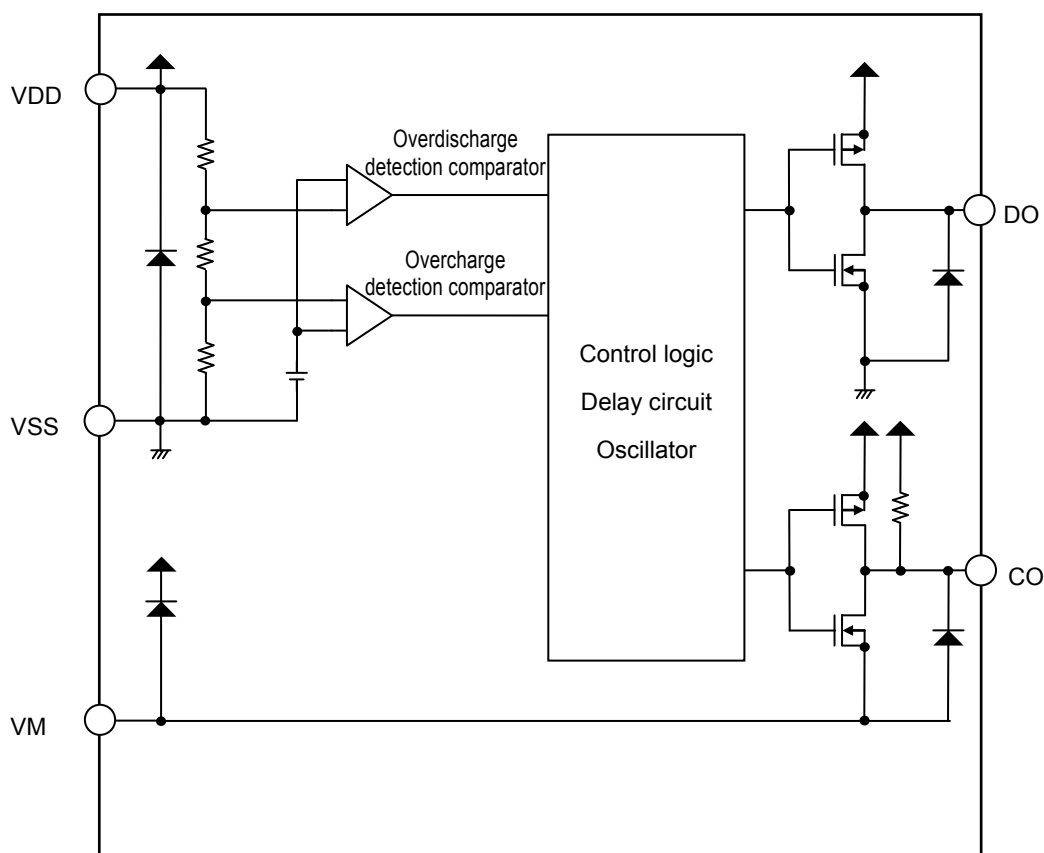 VDD
Overdischarge
detection comparator
DO
Overcharge
detection comparator
Control logic
Delay circuit
Oscillator
VSS
CO
VM